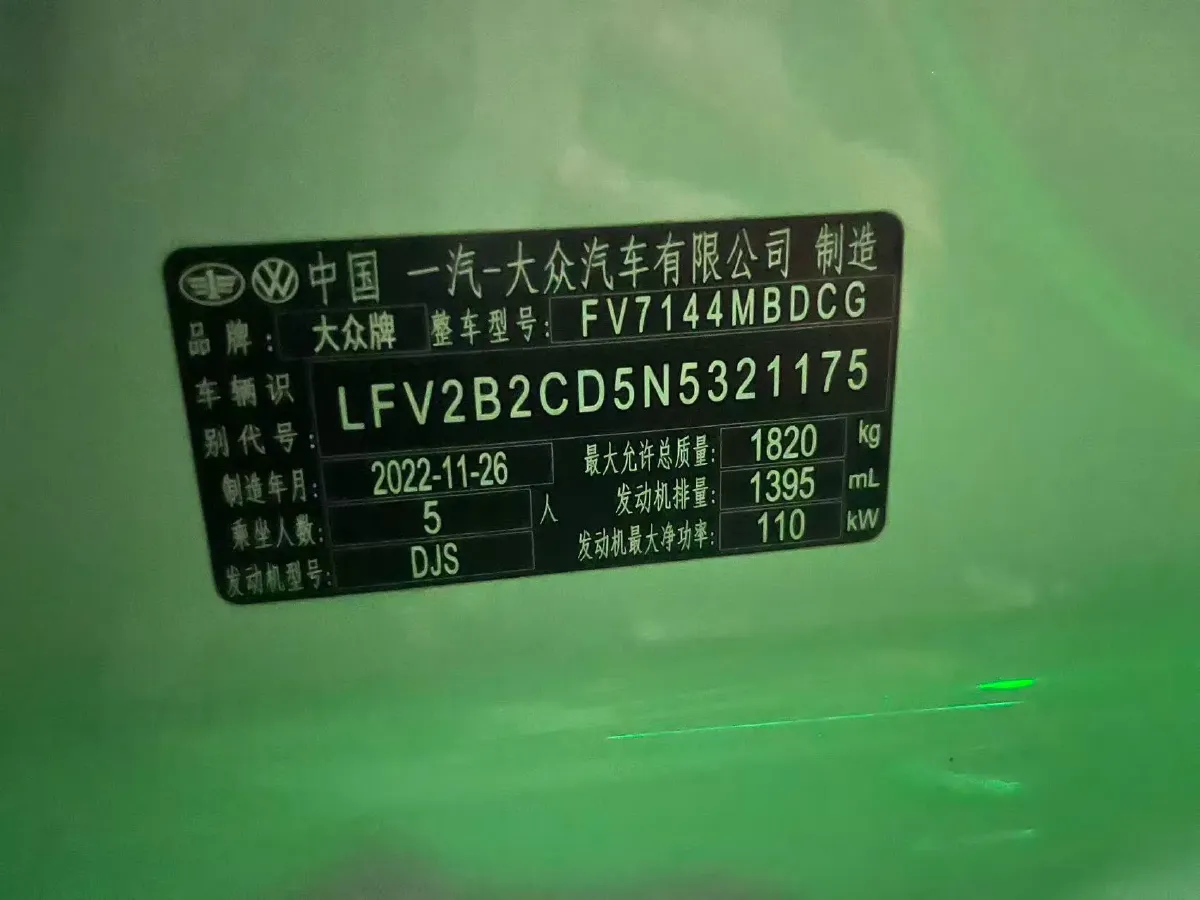 中国 一汽-大众汽车有限公司 制造
品牌: 大众牌 整车型号: FV7144MBDCG
车辆识别代号: LFV2B2CD5N5321175
制造年月: 2022-11-26 最大允许总质量: 1820 kg
乘坐人数: 5 人 发动机排量: 1395 mL
发动机型号: DJS 发动机最大净功率: 110 kW